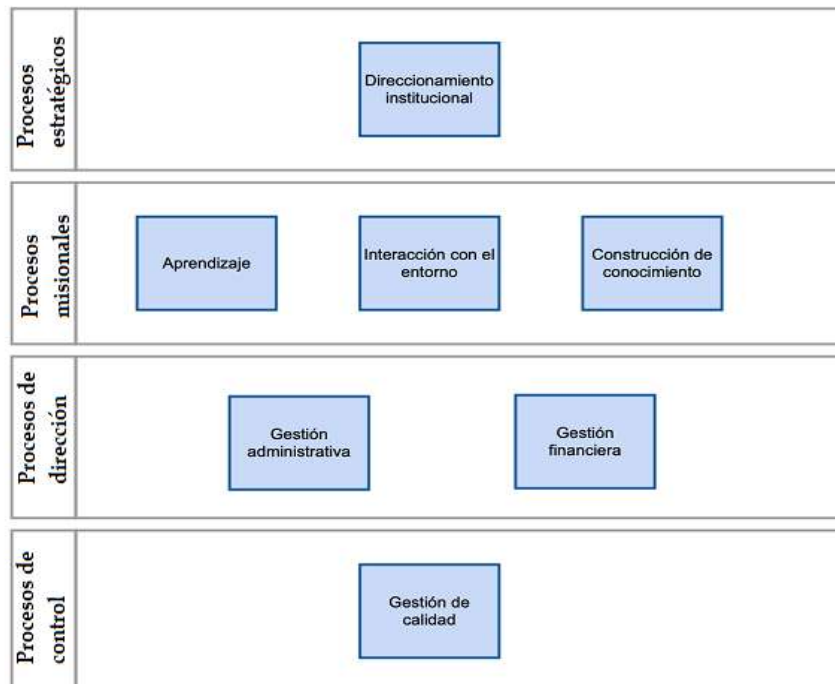 Procesos
estratégicos
Direccionamiento
institucional
Procesos
misionales
Aprendizaje
Interacción con el
entorno
Construcción de
conocimiento
Procesos de
dirección
Gestión
administrativa
Gestión
financiera
Procesos de
control
Gestión de
calidad